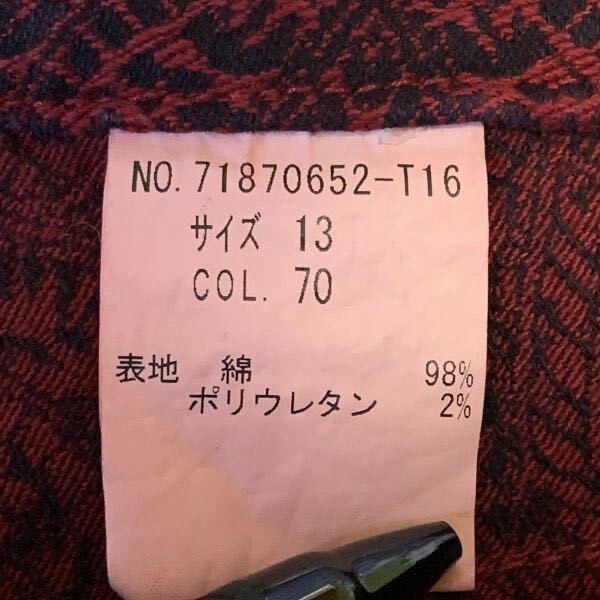 NO. 71870652-T16
サイズ 13
COL. 70
表地 綿 98%
ポリウレタン 2%